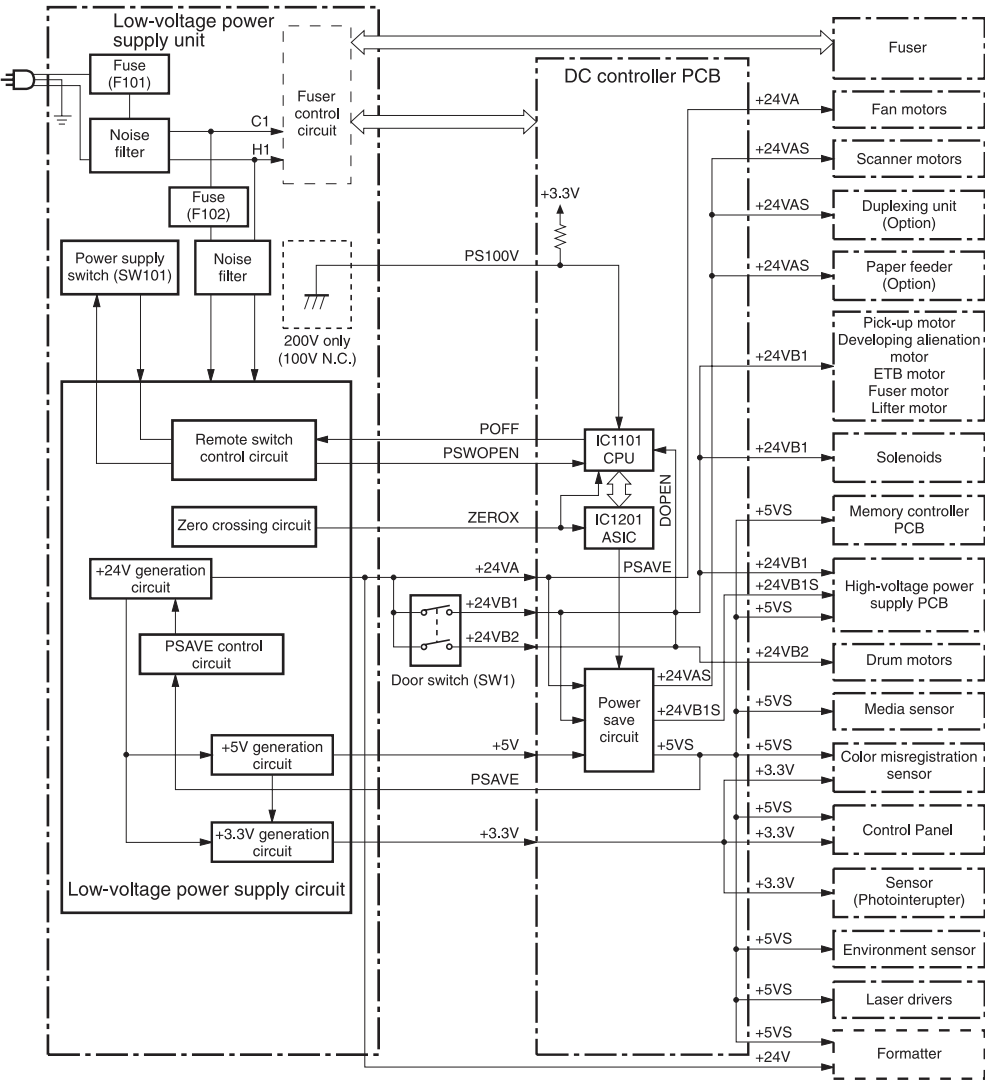 Low-voltage power
supply unit
Fuse
(F101)
Noise
filter
C1
H1
Fuser
control
circuit
Fuse
(F102)
Power supply
switch (SW101)
Noise
filter
200V only
(100V N.C.)
Remote switch
control circuit
Zero crossing circuit
+24V generation
circuit
PSAVE control
circuit
+5V generation
circuit
+3.3V generation
circuit
Low-voltage power supply circuit
PS100V
POFF
PSWOPEN
ZEROX
+24VA
+24VB1
+24VB2
Door switch (SW1)
+5V
PSAVE
+3.3V
DC controller PCB
+3.3V
IC1101
CPU
IC1201
ASIC
DOPEN
PSAVE
Power
save
circuit
+24VAS
+24VB1S
+5VS
Fuser
+24VA
Fan motors
+24VAS
Scanner motors
+24VAS
Duplexing unit
(Option)
+24VAS
Paper feeder
(Option)
+24VB1
Pick-up motor
Developing alienation
motor
ETB motor
Fuser motor
Lifter motor
+24VB1
Solenoids
+5VS
Memory controller
PCB
+24VB1
+24VB1S
+5VS
High-voltage power
supply PCB
+24VB2
Drum motors
+5VS
Media sensor
+5VS
+3.3V
Color misregistration
sensor
+5VS
+3.3V
Control Panel
+3.3V
Sensor
(Photointerupter)
+5VS
Environment sensor
+5VS
Laser drivers
+5VS
+24V
Formatter